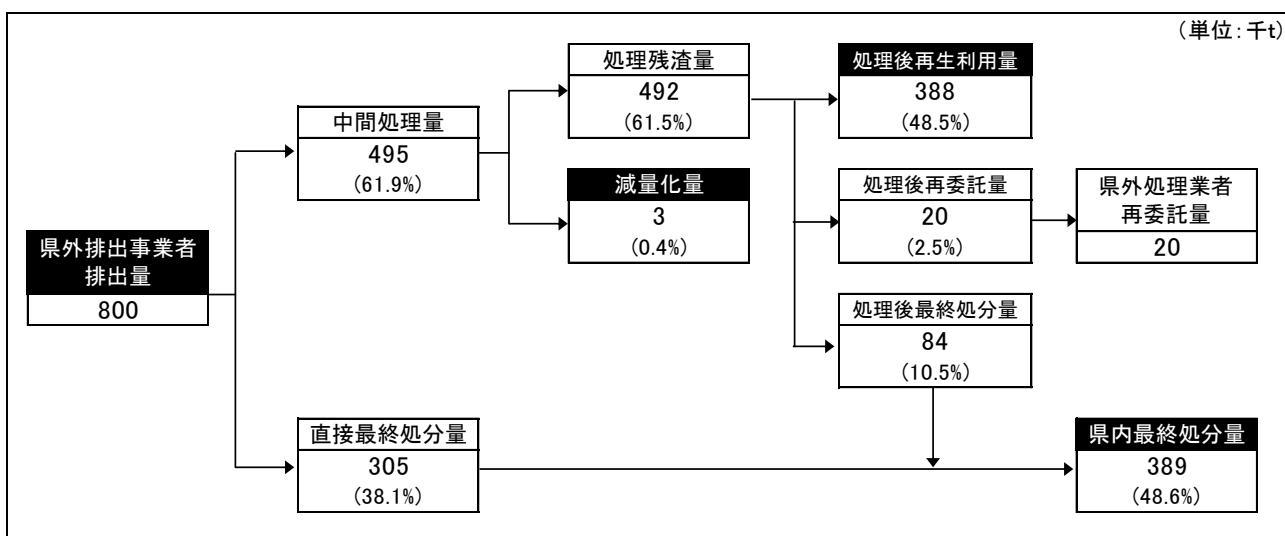 （単位：千t）
処理残渣量
492
（61.5%）
処理後再生利用量
388
（48.5%）
中間処理量
495
（61.9%）
減量化量
3
（0.4%）
処理後再委託量
20
（2.5%）
県外処理業者
再委託量
20
県外排出事業者
排出量
800
処理後最終処分量
84
（10.5%）
直接最終処分量
305
（38.1%）
県内最終処分量
389
（48.6%）